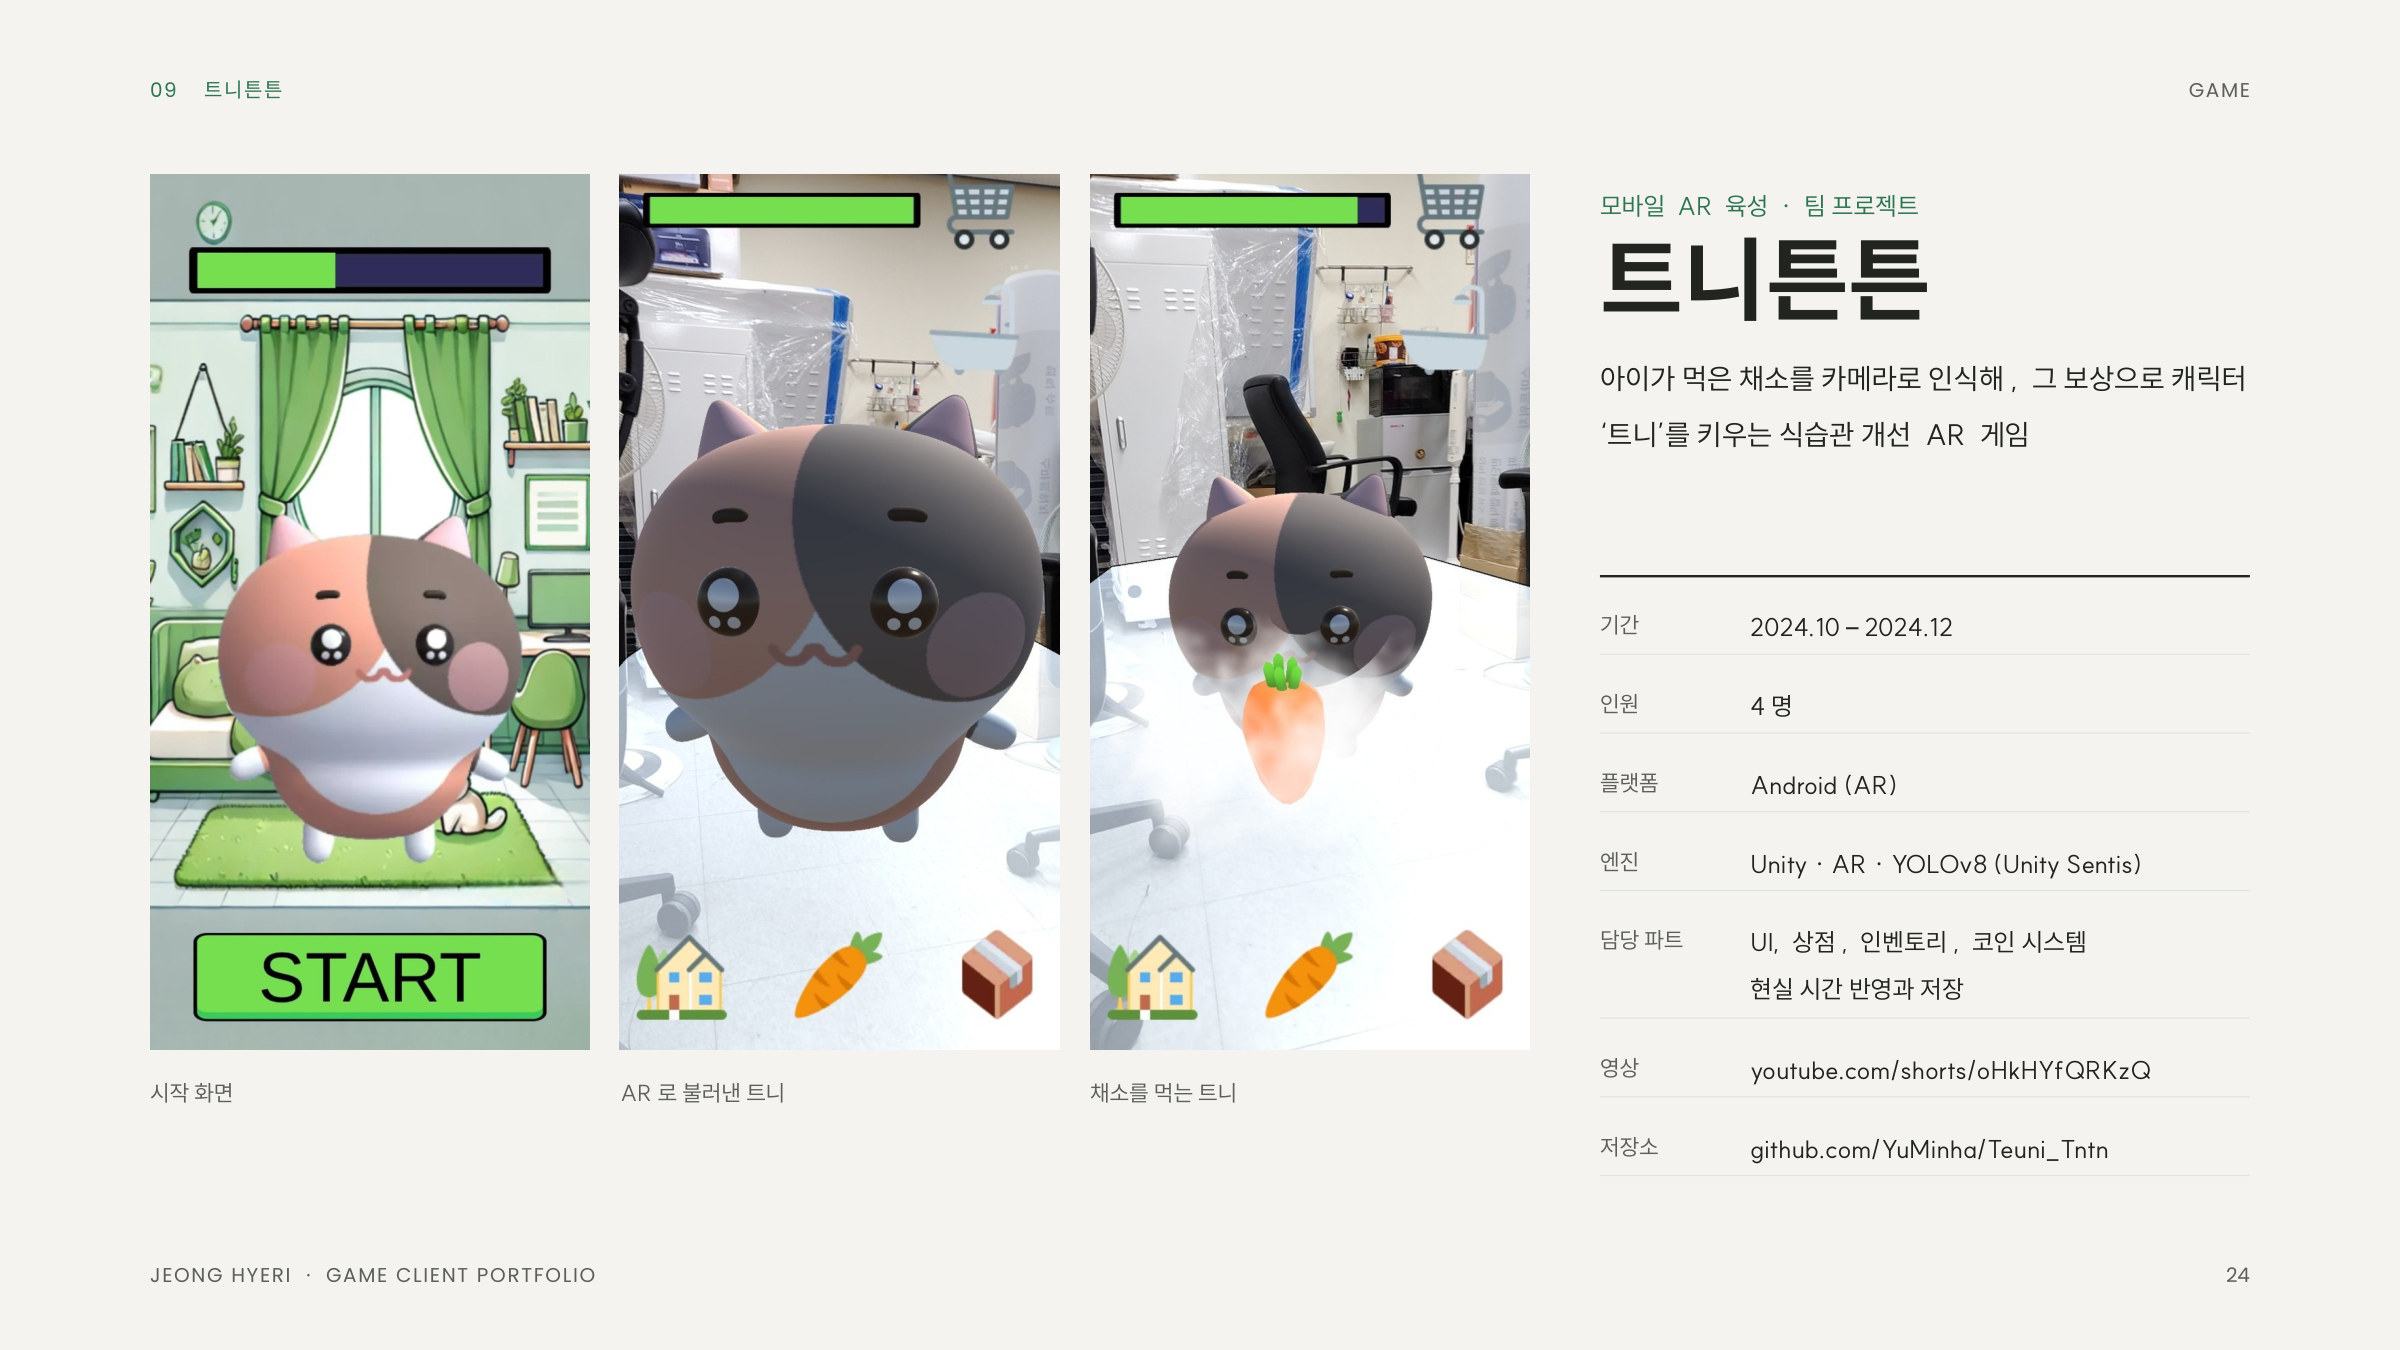 09 트니튼튼
GAME
START
시작 화면
AR 로 불러낸 트니
채소를 먹는 트니
모바일 AR 육성 · 팀 프로젝트
트니튼튼
아이가 먹은 채소를 카메라로 인식해 , 그 보상으로 캐릭터
‘트니’를 키우는 식습관 개선 AR 게임
기간 2024.10 – 2024.12
인원 4 명
플랫폼 Android (AR)
엔진 Unity · AR · YOLOv8 (Unity Sentis)
담당 파트 UI, 상점 , 인벤토리 , 코인 시스템
현실 시간 반영과 저장
영상 youtube.com/shorts/oHkHYfQRKzQ
저장소 github.com/YuMinha/Teuni_Tntn
JEONG HYERI · GAME CLIENT PORTFOLIO
24